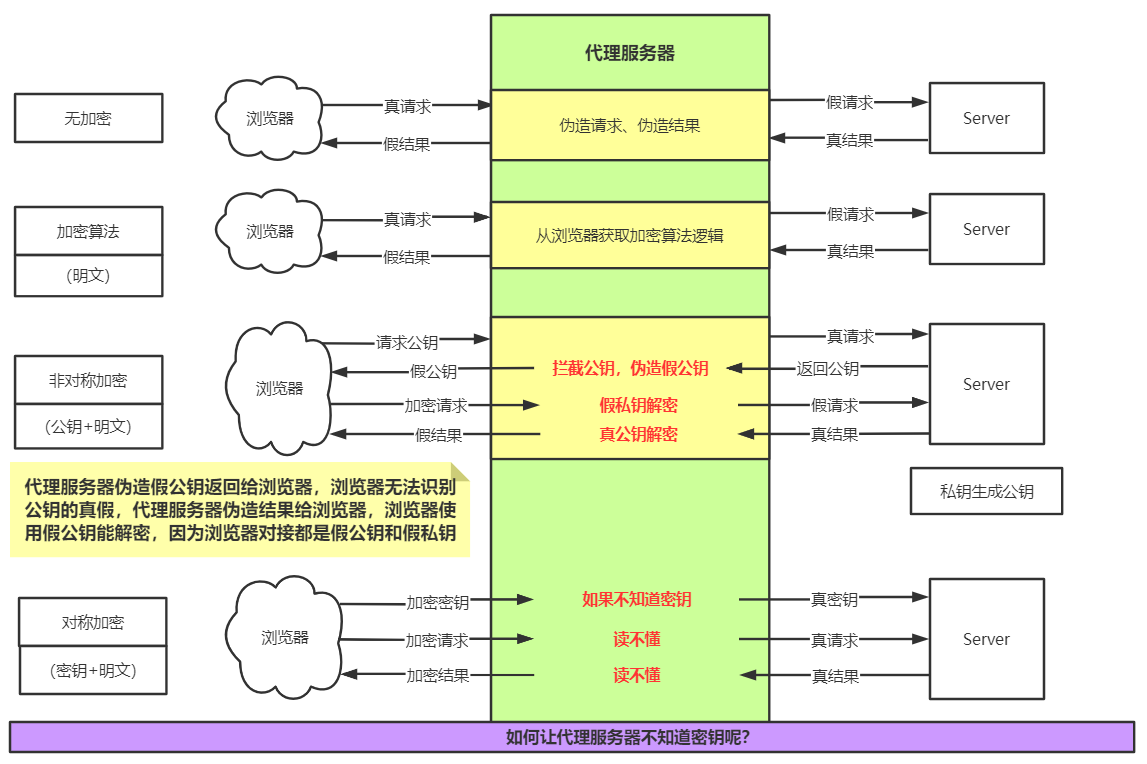 代理服务器
无加密
浏览器
真请求
假结果
伪造请求、伪造结果
假请求
真结果
Server
加密算法
(明文)
浏览器
真请求
假结果
从浏览器获取加密算法逻辑
假请求
真结果
Server
非对称加密
(公钥+明文)
浏览器
请求公钥
假公钥
加密请求
假结果
拦截公钥，伪造假公钥
假私钥解密
真公钥解密
真请求
返回公钥
假请求
真结果
Server
代理服务器伪造假公钥返回给浏览器，浏览器无法识别
公钥的真假，代理服务器伪造结果给浏览器，浏览器使
用假公钥能解密，因为浏览器对接都是假公钥和假私钥
私钥生成公钥
对称加密
(密钥+明文)
浏览器
加密密钥
加密请求
加密结果
如果不知道密钥
读不懂
读不懂
真密钥
真请求
真结果
Server
如何让代理服务器不知道密钥呢？